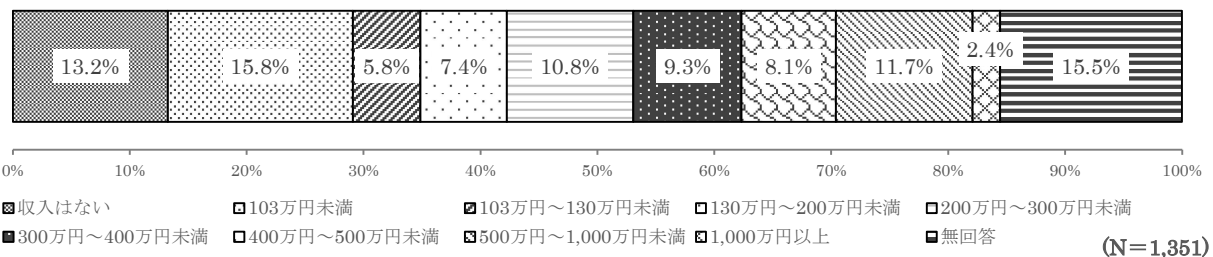 13.2% 15.8% 5.8% 7.4% 10.8% 9.3% 8.1% 11.7% 2.4% 15.5%
0% 10% 20% 30% 40% 50% 60% 70% 80% 90% 100%
収入はない 103万円未満 103万円～130万円未満 130万円～200万円未満 200万円～300万円未満
300万円～400万円未満 400万円～500万円未満 500万円～1,000万円未満 1,000万円以上 無回答
(N＝1,351)